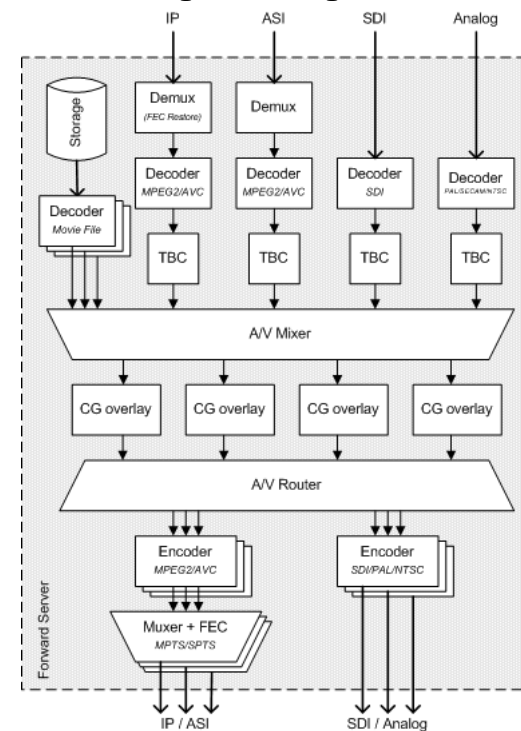 IP
ASI
SDI
Analog
Storage
Demux
(FEC Restore)
Demux
Decoder
MPEG2/AVC
Decoder
MPEG2/AVC
Decoder
SDI
Decoder
PAL/SECAM/NTSC
Decoder
Movie File
TBC
TBC
TBC
TBC
A/V Mixer
CG overlay
CG overlay
CG overlay
CG overlay
A/V Router
Encoder
MPEG2/AVC
Encoder
SDI/PAL/NTSC
Muxer + FEC
MPTS/SPTS
Forward Server
IP / ASI
SDI / Analog